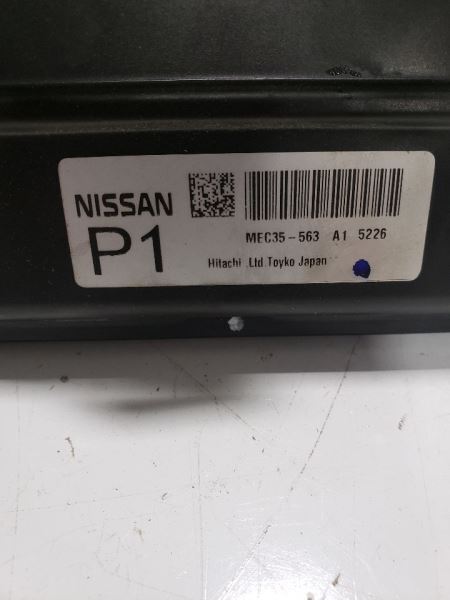 NISSAN
P1
MEC35-563 A1 5226
Hitachi ,Ltd Toyko Japan